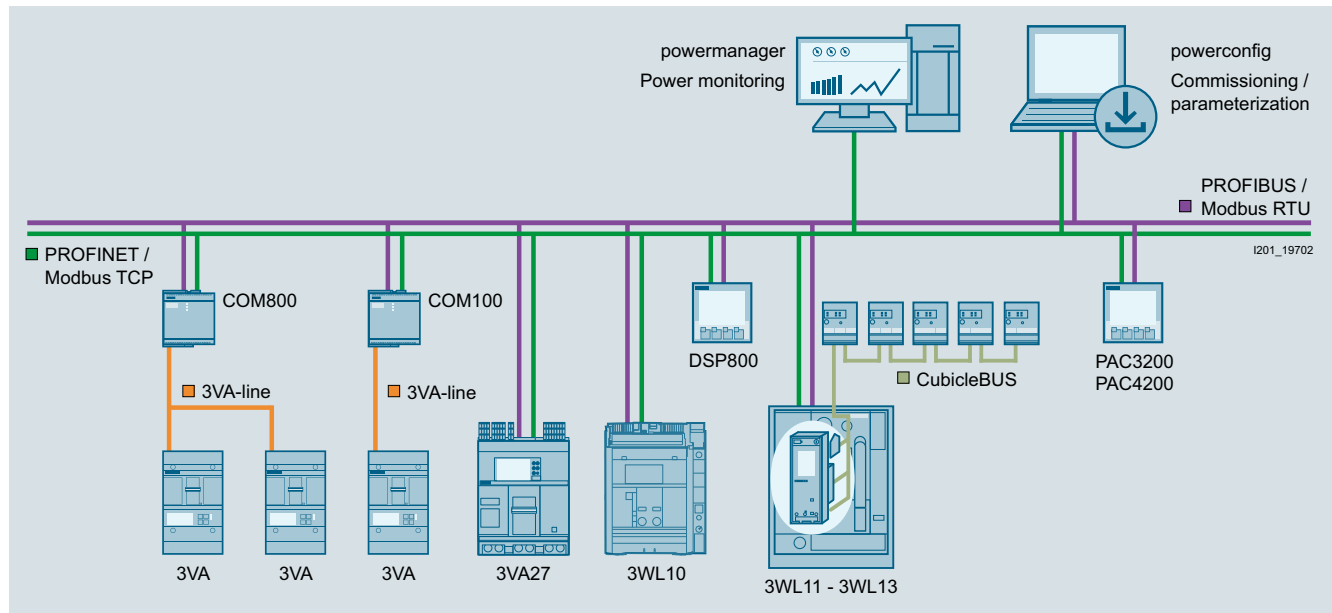 powermanager
Power monitoring
powerconfig
Commissioning /
parameterization
PROFIBUS /
Modbus RTU
PROFINET /
Modbus TCP
I201_19702
COM800
COM100
DSP800
PAC3200
PAC4200
3VA-line
3VA-line
CubicleBUS
3VA
3VA
3VA
3VA27
3WL10
3WL11 - 3WL13